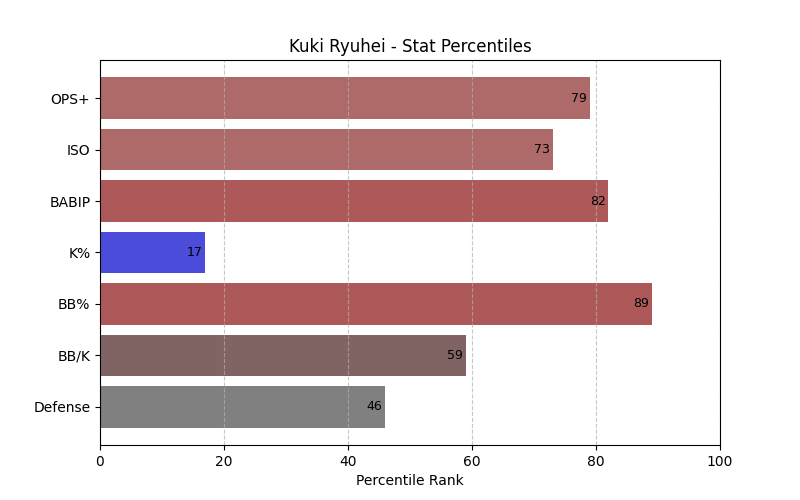 Kuki Ryuhei - Stat Percentiles
OPS+ 79
ISO 73
BABIP 82
K% 17
BB% 89
BB/K 59
Defense 46
0 20 40 60 80 100
Percentile Rank